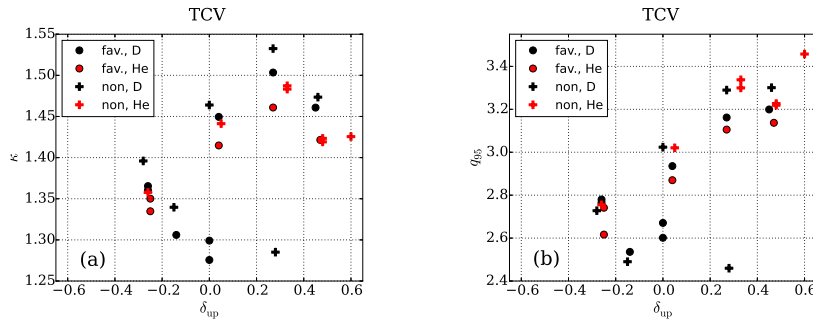 TCV
1.55
1.50
1.45
1.40
1.35
1.30
1.25
κ
fav., D
fav., He
non, D
non, He
(a)
−0.6 −0.4 −0.2 0.0 0.2 0.4 0.6
δup
TCV
3.4
3.2
3.0
2.8
2.6
2.4
q95
fav., D
fav., He
non, D
non, He
(b)
−0.6 −0.4 −0.2 0.0 0.2 0.4 0.6
δup